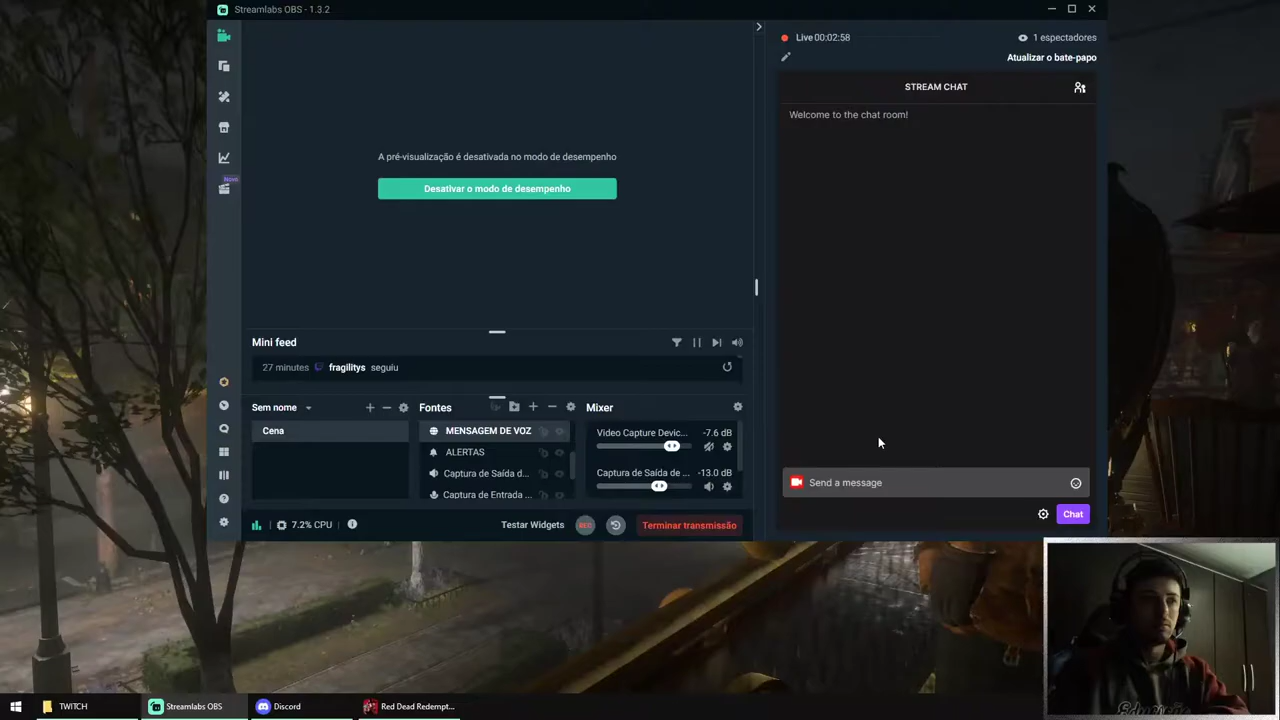 Streamlabs OBS - 1.3.2
Live 00:02:58
1 espectadores
Atualizar o bate-papo
STREAM CHAT
Welcome to the chat room!
A pré-visualização é desativada no modo de desempenho
Desativar o modo de desempenho
Novo
Mini feed
27 minutes fragilitys seguiu
Sem nome
Cena
Fontes
MENSAGEM DE VOZ
ALERTAS
Captura de Saída d...
Captura de Entrada ...
Mixer
Video Capture Devic... -7.6 dB
Captura de Saída de ... -13.0 dB
Send a message
Chat
7.2% CPU
Testar Widgets
REC
Terminar transmissão
TWITCH
Streamlabs OBS
Discord
Red Dead Redempt...